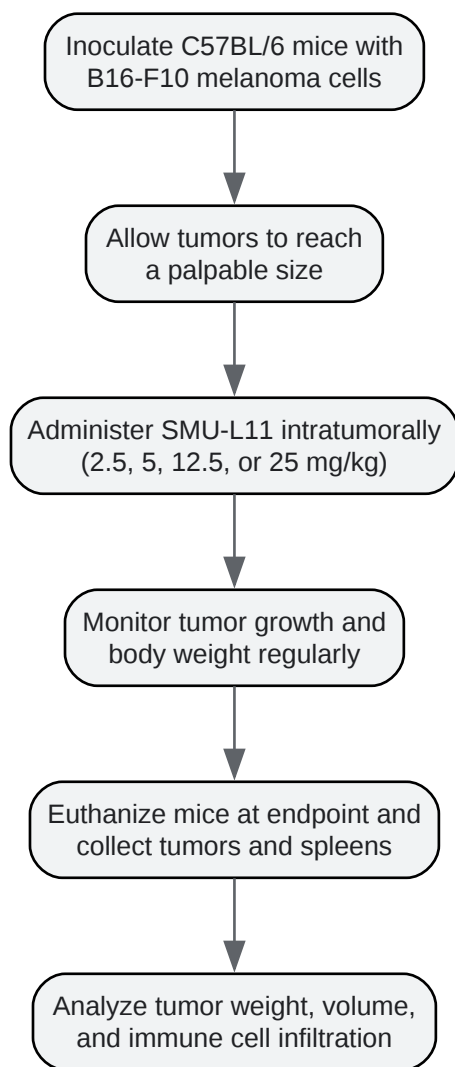 Inoculate C57BL/6 mice with
B16-F10 melanoma cells
Allow tumors to reach
a palpable size
Administer SMU-L11 intratumorally
(2.5, 5, 12.5, or 25 mg/kg)
Monitor tumor growth and
body weight regularly
Euthanize mice at endpoint and
collect tumors and spleens
Analyze tumor weight, volume,
and immune cell infiltration